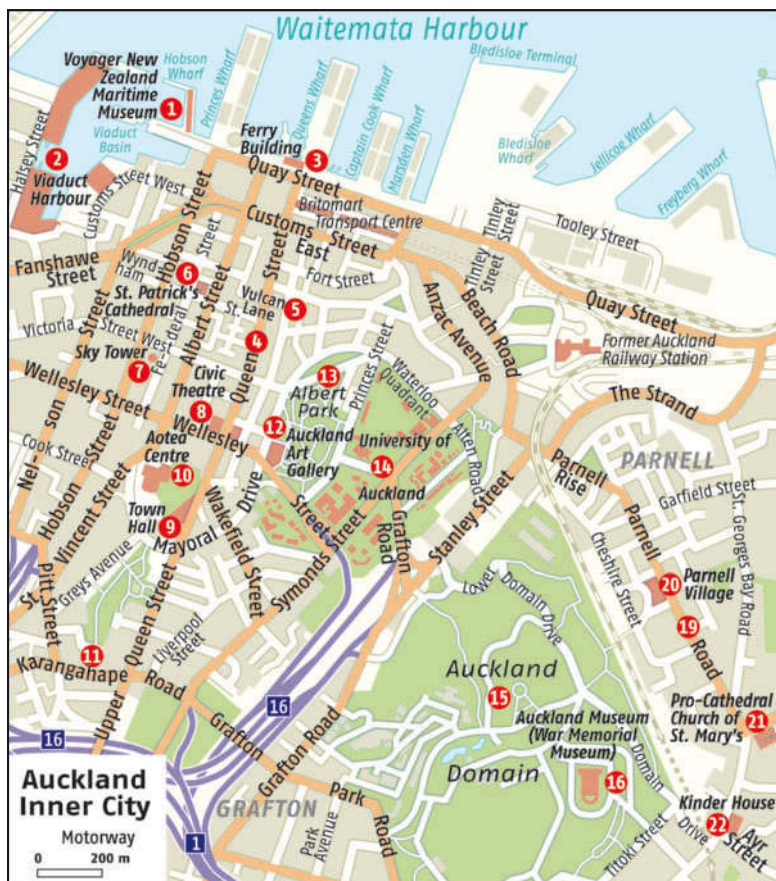 Waitemata Harbour
Voyager New
Zealand
Maritime
Museum
1
Hobson
Wharf
Princes Wharf
Queens Wharf
Captain Cook Wharf
Marsden Wharf
Bledisloe Terminal
Bledisloe
Wharf
Jellicoe Wharf
Freyberg Wharf
Halsey Street
2
Viaduct
Harbour
Viaduct
Basin
Ferry
Building
3
Quay Street
Customs Street West
Customs Street
East
Britomart
Transport Centre
Tinley
Street
Tinley
Street
Tooley Street
Quay Street
Fanshawe
Street
Hobson Street
Wynd-
ham
Street
6
St. Patrick's
Cathedral
Albert Street
Queen
Street
Fort Street
Vulcan
St. Lane
5
4
Victoria
Street West
Federal
Sky Tower
7
Civic
Theatre
8
Wellesley Street
Wellesley
Street
Anzac Avenue
Beach Road
Former Auckland
Railway Station
The Strand
Princes Street
Waterloo
Quadrant
13
Albert
Park
12
Auckland
Art
Gallery
University of
14
Auckland
Alten Road
Parnell
Rise
PARNELL
Garfield Street
St. Georges Bay Road
Cook Stree
Aotea
Centre
10
Town
Hall
9
Mayoral Drive
Wakefield Street
Nel-
son
Street
Hobson Street
St. Vincent Street
Greys Avenue
Pitt Street
Symonds Street
Grafton
Road
Stanley Street
Lower Domain Drive
Cheshire Street
Parnell
Road
20
Parnell
Village
19
11
Karangahape Road
Upper Queen Street
Liverpool
Street
Auckland
15
Domain
Auckland Museum
(War Memorial
Museum)
16
Domain
Drive
Pro-Cathedral
Church of
St. Mary's
21
16
16
1
Grafton
Grafton Road
Park
Road
GRAFTON
Park
Avenue
Titoki Street
Kinder House
22
Ayr
Street
Auckland
Inner City
Motorway
0 200 m